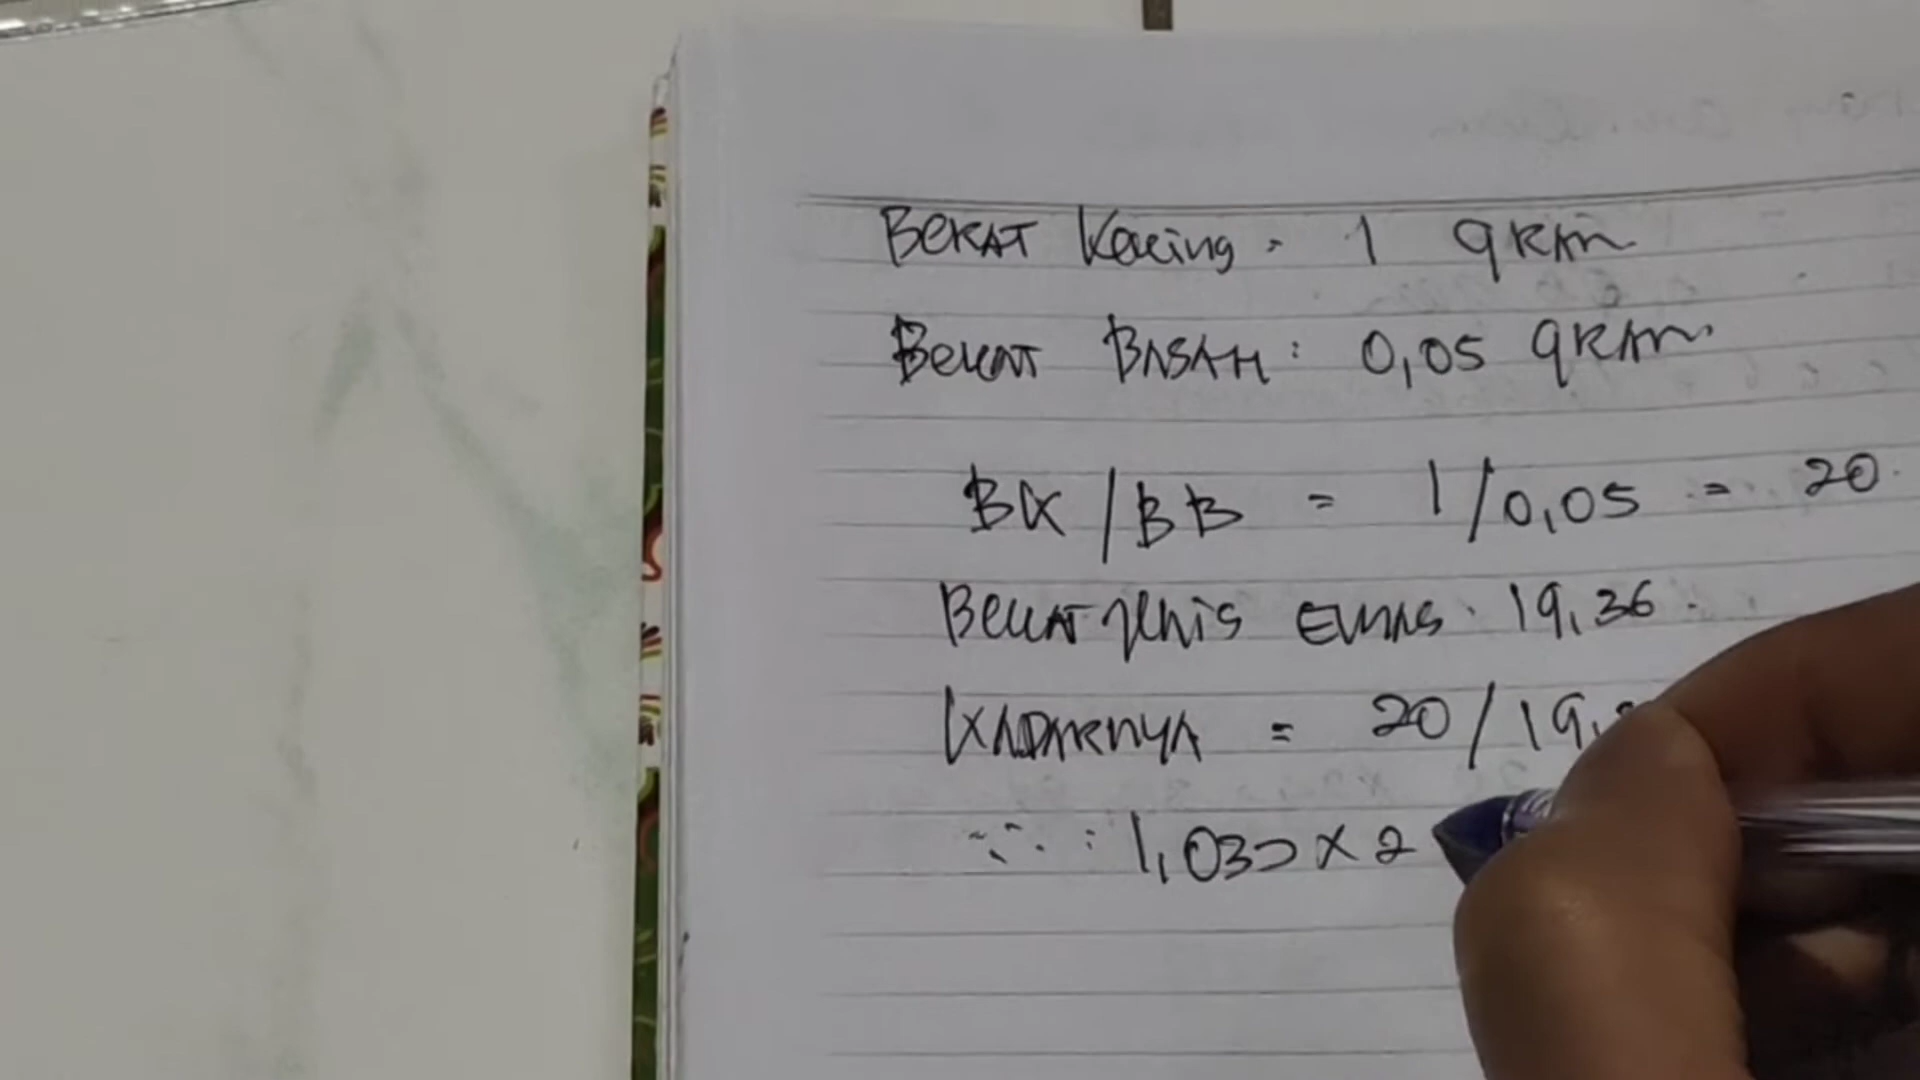 BERAT Kering = 1 gram
BERAT BASAH : 0,05 gram
BK / BB = 1 / 0,05 = 20
BERAT Jenis EMAS : 19,36
KADARNYA = 20 / 19,
: 1,033 x 2